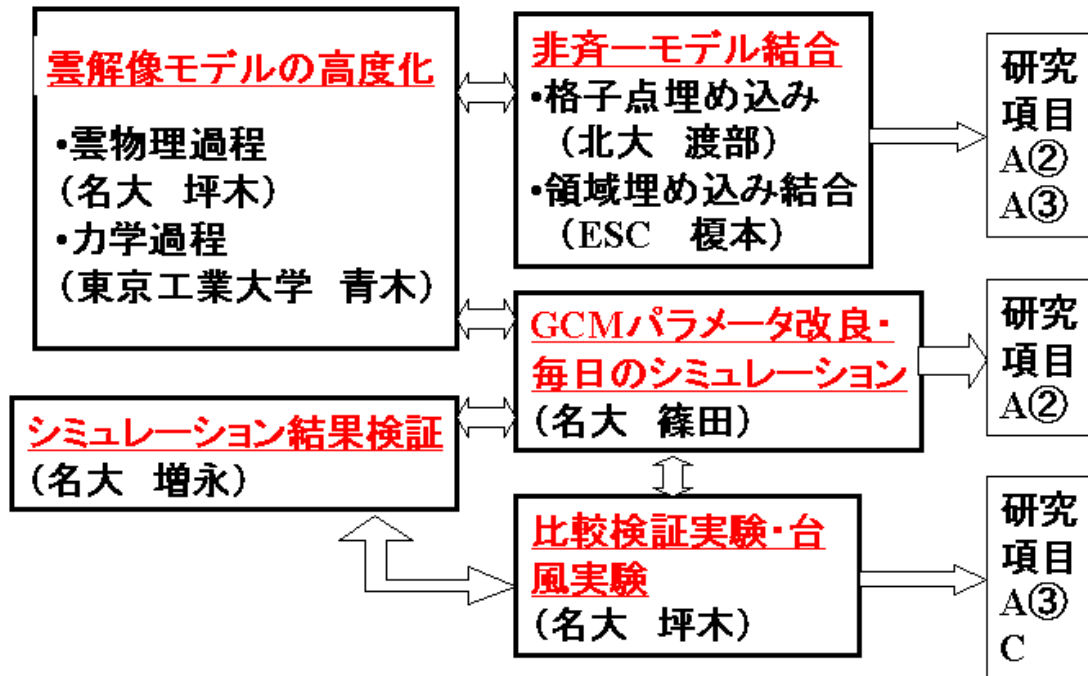 雲解像モデルの高度化
•雲物理過程
(名大 坪木)
•力学過程
(東京工業大学 青木)
非斉一モデル結合
•格子点埋め込み
(北大 渡部)
•領域埋め込み結合
(ESC 榎本)
研究
項目
A②
A③
GCMパラメータ改良・
毎日のシミュレーション
(名大 篠田)
研究
項目
A②
シミュレーション結果検証
(名大 増永)
比較検証実験・台
風実験
(名大 坪木)
研究
項目
A③
C